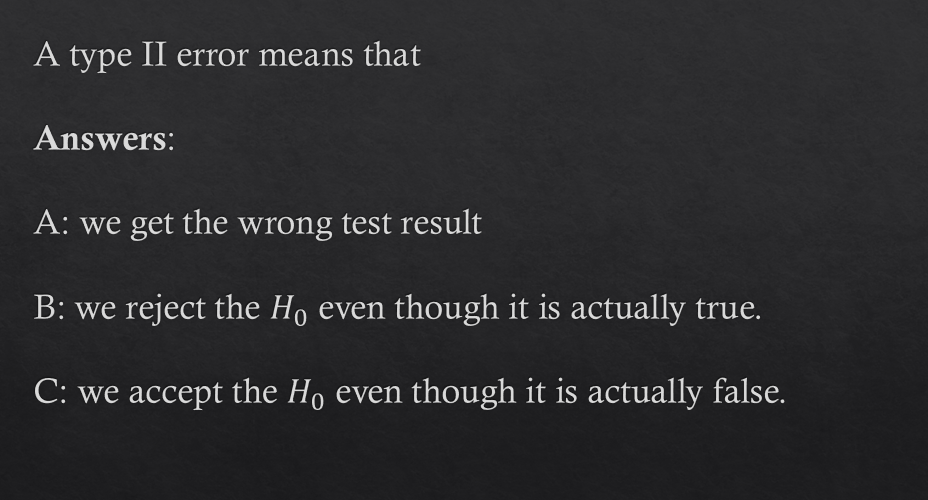 A type II error means that
Answers:
A: we get the wrong test result
B: we reject the H₀ even though it is actually true.
C: we accept the H₀ even though it is actually false.